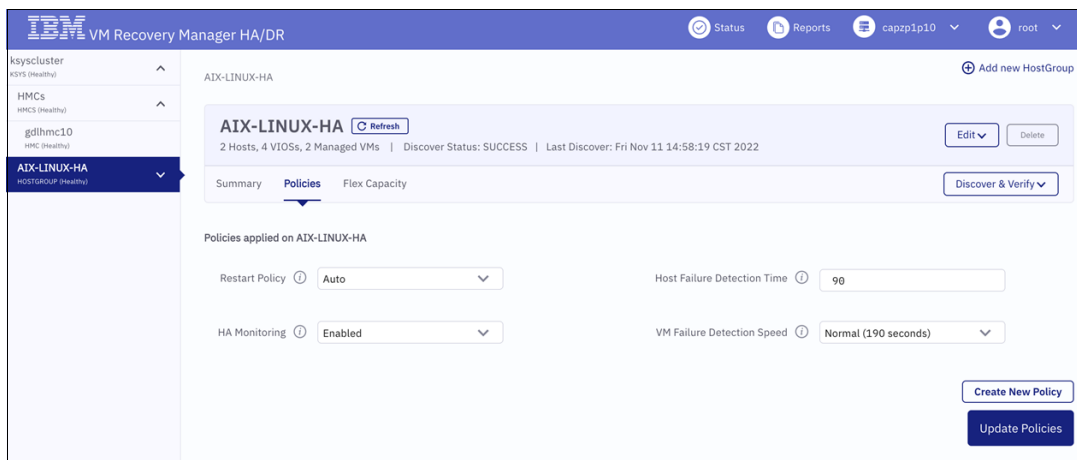 IBM VM Recovery Manager HA/DR
Status
Reports
capzp1p10
root
ksyscluster
KSYS (Healthy)
HMCs
HMCS (Healthy)
gdlhmc10
HMC (Healthy)
AIX-LINUX-HA
HOSTGROUP (Healthy)
AIX-LINUX-HA
Add new HostGroup
AIX-LINUX-HA Refresh
2 Hosts, 4 VIOSs, 2 Managed VMs | Discover Status: SUCCESS | Last Discover: Fri Nov 11 14:58:19 CST 2022
Edit
Delete
Summary Policies Flex Capacity
Discover & Verify
Policies applied on AIX-LINUX-HA
Restart Policy i Auto
Host Failure Detection Time i 90
HA Monitoring i Enabled
VM Failure Detection Speed i Normal (190 seconds)
Create New Policy
Update Policies